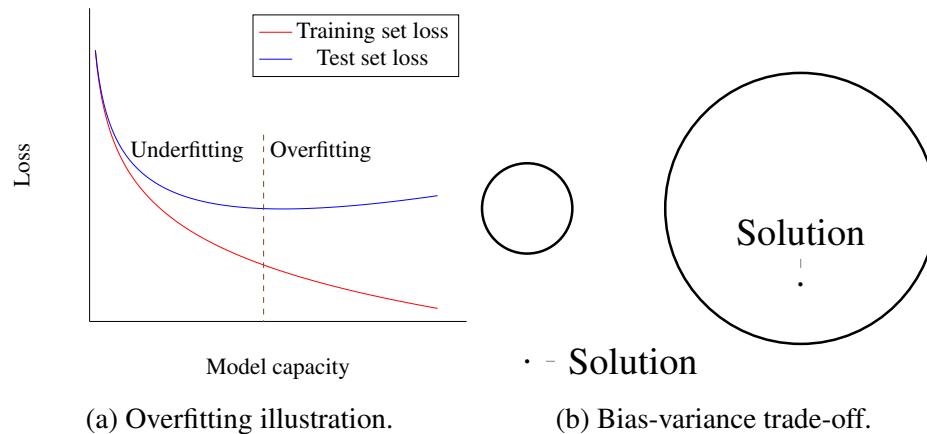 Training set loss
Test set loss
Underfitting
Overfitting
Loss
Model capacity
Solution
Solution
(a) Overfitting illustration.
(b) Bias-variance trade-off.